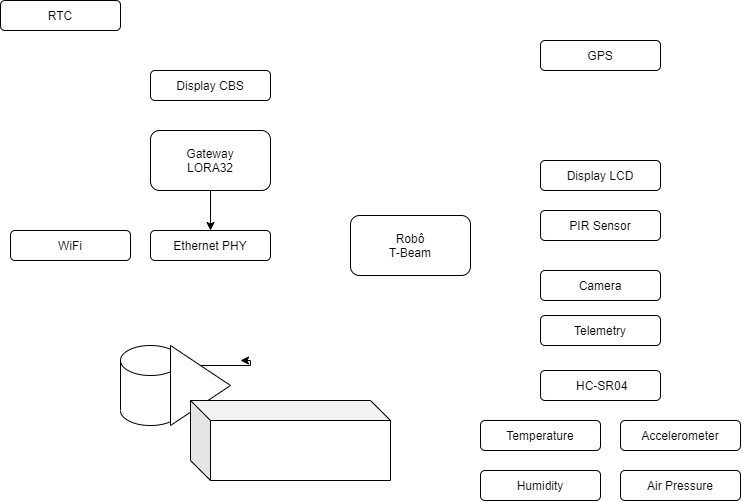 RTC
GPS
Display CBS
Gateway
LORA32
Display LCD
PIR Sensor
WiFi
Ethernet PHY
Robô
T-Beam
Camera
Telemetry
HC-SR04
Temperature
Accelerometer
Humidity
Air Pressure